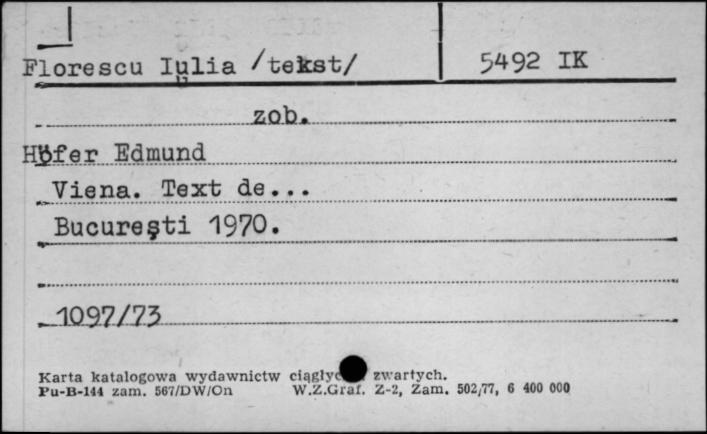 Florescu Iulia /tekst/ 5492 IK
zob.
Höfer Edmund
Viena. Text de...
Bucureşti 1970.
1097/73
Karta katalogowa wydawnictw zwartych.
Pu-B-144 zam. 567/DW/On W.Z.Graf. Z-2, Zam. 502/77, 6 400 000